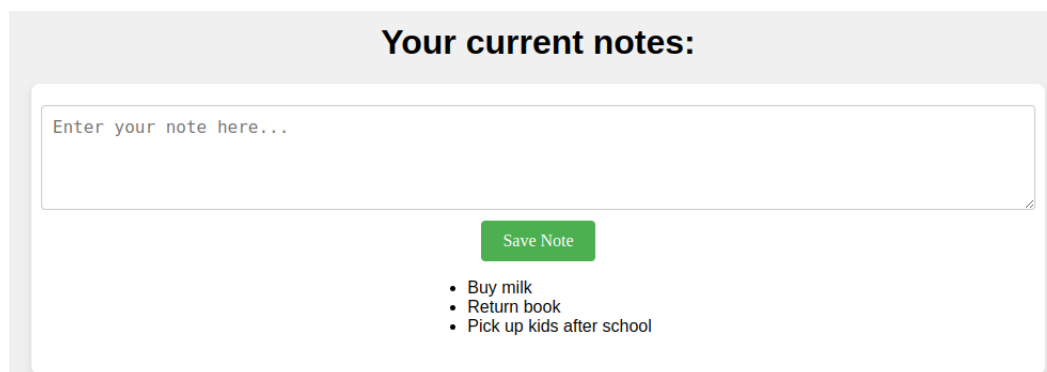 Your current notes:
Enter your note here...
Save Note
• Buy milk
• Return book
• Pick up kids after school